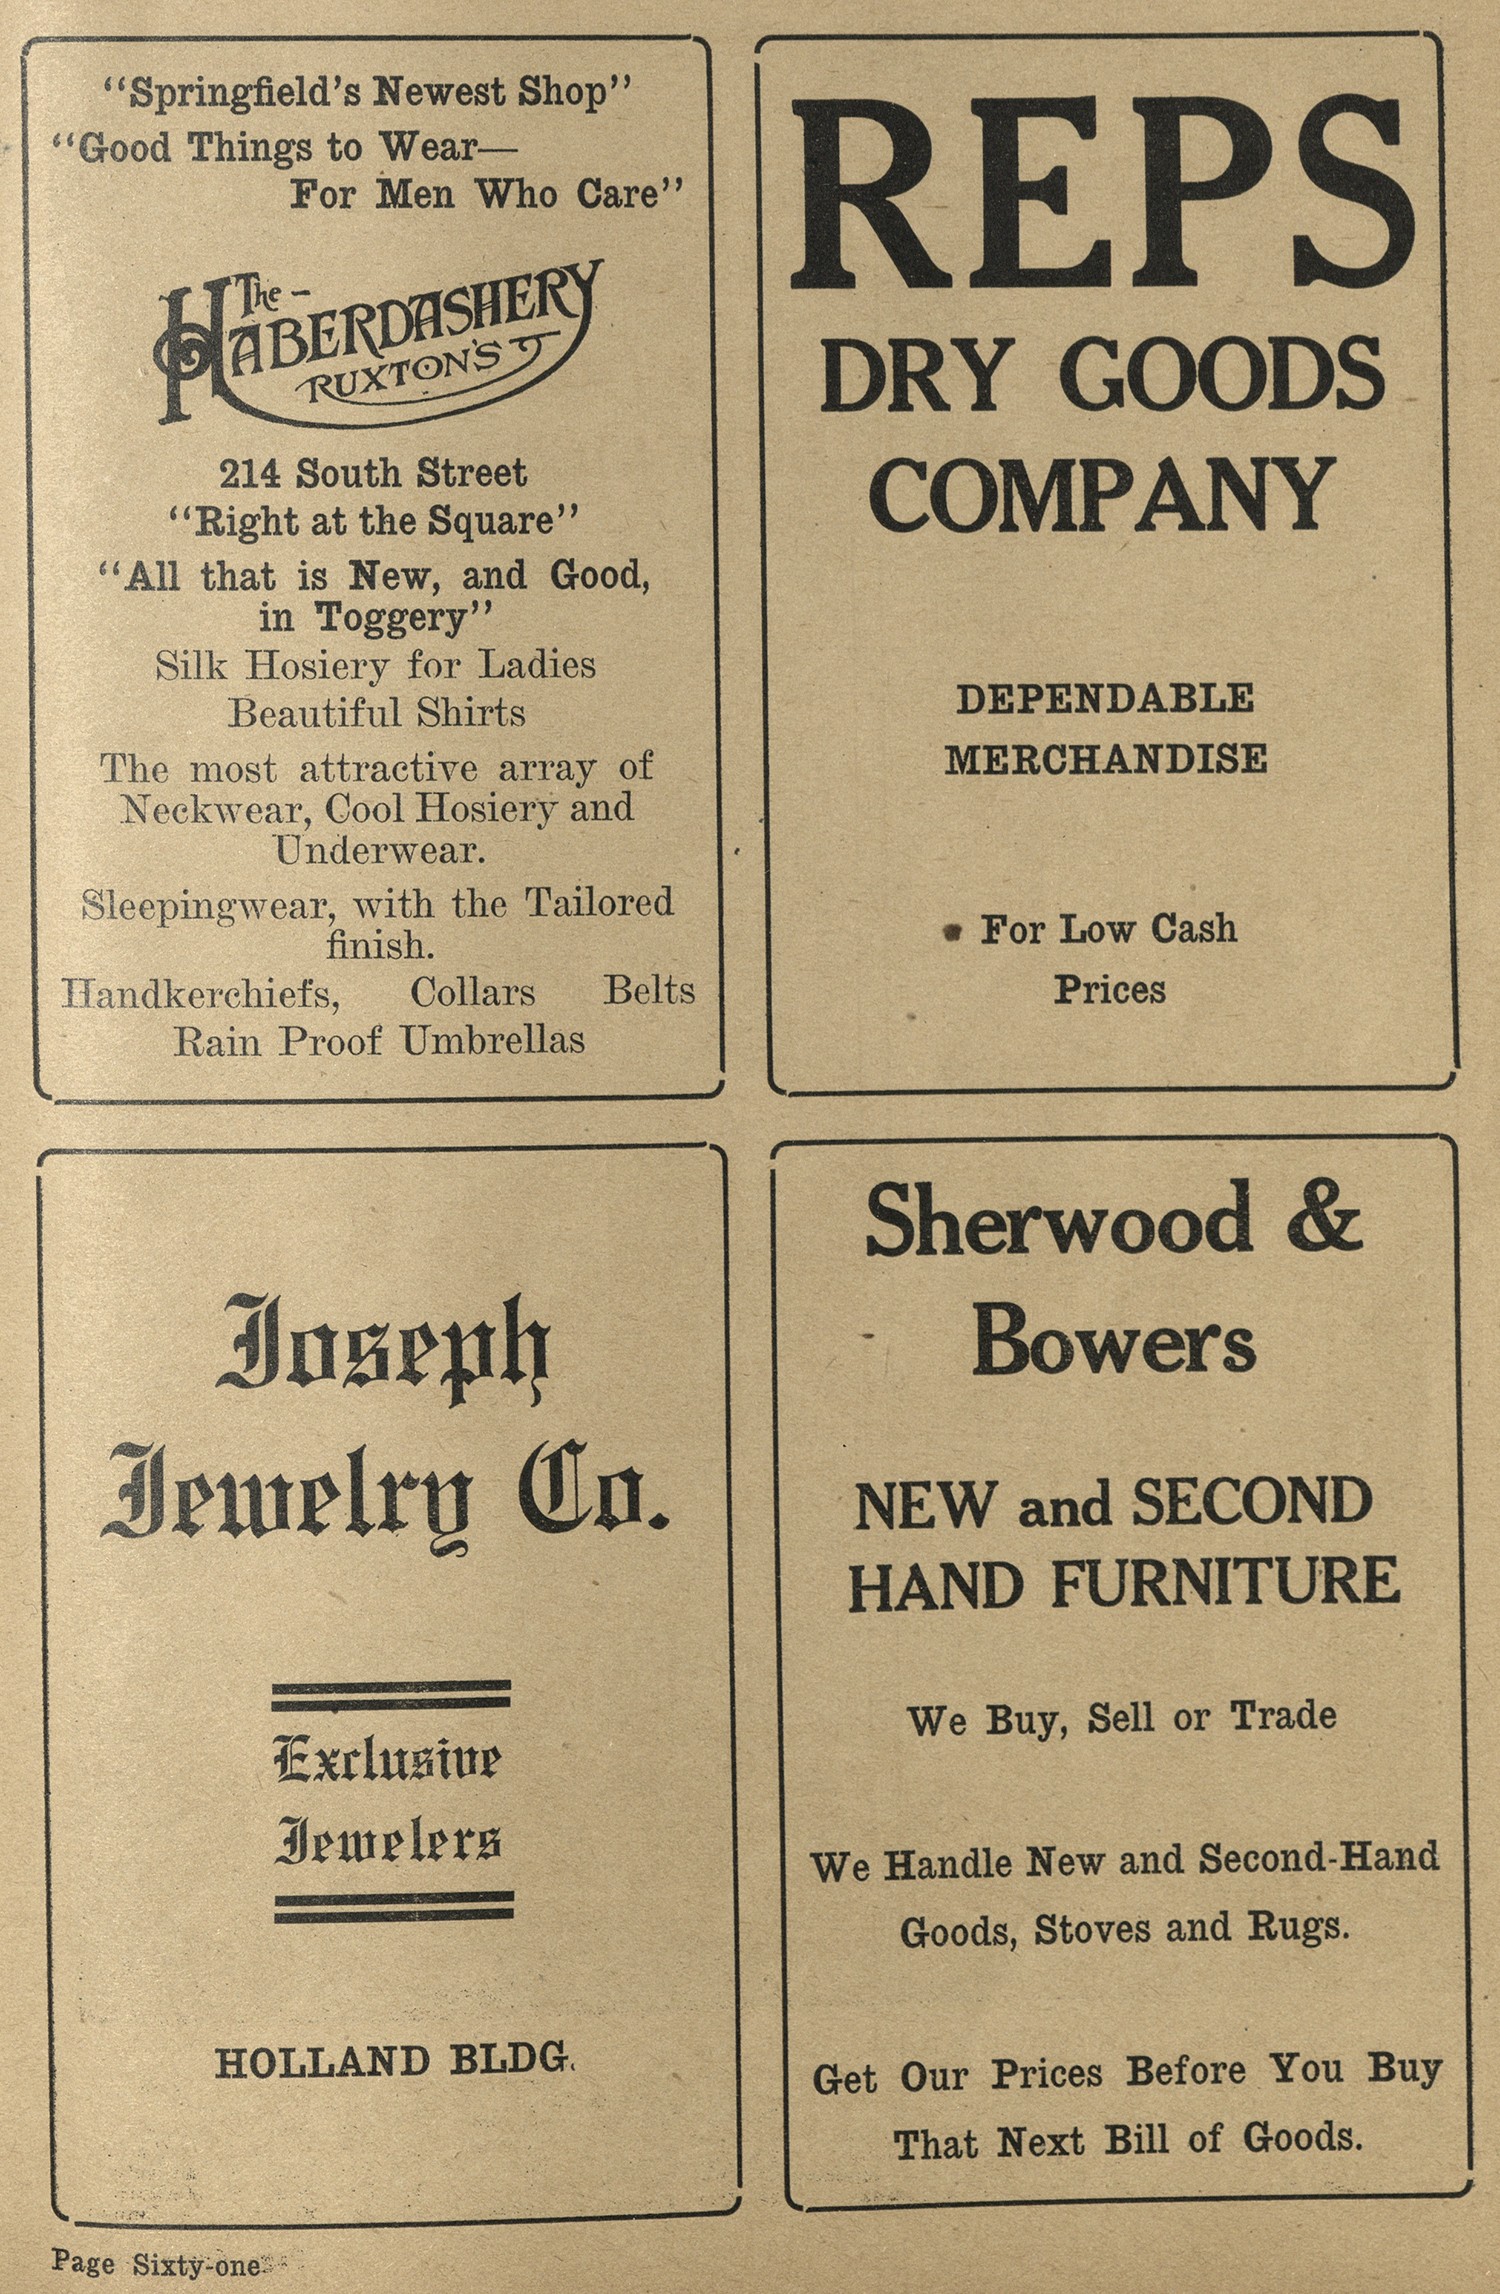 “Springfield’s Newest Shop”
“Good Things to Wear—
For Men Who Care”
The –
HABERDASHERY
RUXTON'S
214 South Street
“Right at the Square”
“All that is New, and Good,
in Toggery”
Silk Hosiery for Ladies
Beautiful Shirts
The most attractive array of
Neckwear, Cool Hosiery and
Underwear.
Sleepingwear, with the Tailored
finish.
Handkerchiefs, Collars Belts
Rain Proof Umbrellas
REPS
DRY GOODS
COMPANY
DEPENDABLE
MERCHANDISE
For Low Cash
Prices
Joseph
Jewelry Co.
Exclusive
Jewelers
HOLLAND BLDG.
Sherwood &
Bowers
NEW and SECOND
HAND FURNITURE
We Buy, Sell or Trade
We Handle New and Second-Hand
Goods, Stoves and Rugs.
Get Our Prices Before You Buy
That Next Bill of Goods.
Page Sixty-one